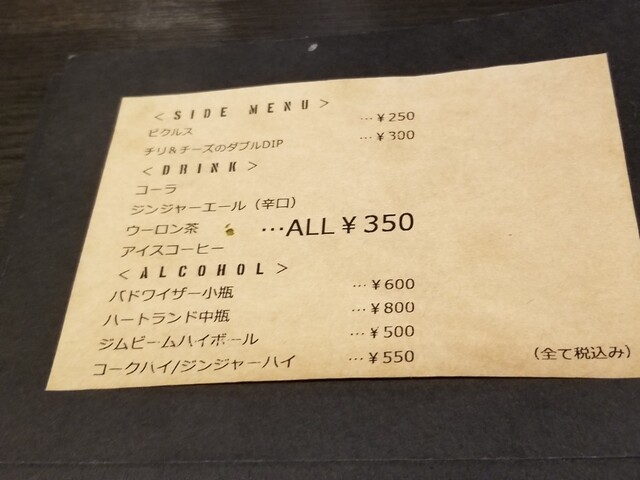 < SIDE MENU >
ピクルス …¥250
チリ&チーズのダブルDIP …¥300
< DRINK >
コーラ
ジンジャーエール（辛口）
ウーロン茶 …ALL¥350
アイスコーヒー
< ALCOHOL >
バドワイザー小瓶 …¥600
ハートランド中瓶 …¥800
ジムビームハイボール …¥500
コークハイ/ジンジャーハイ …¥550
（全て税込み）